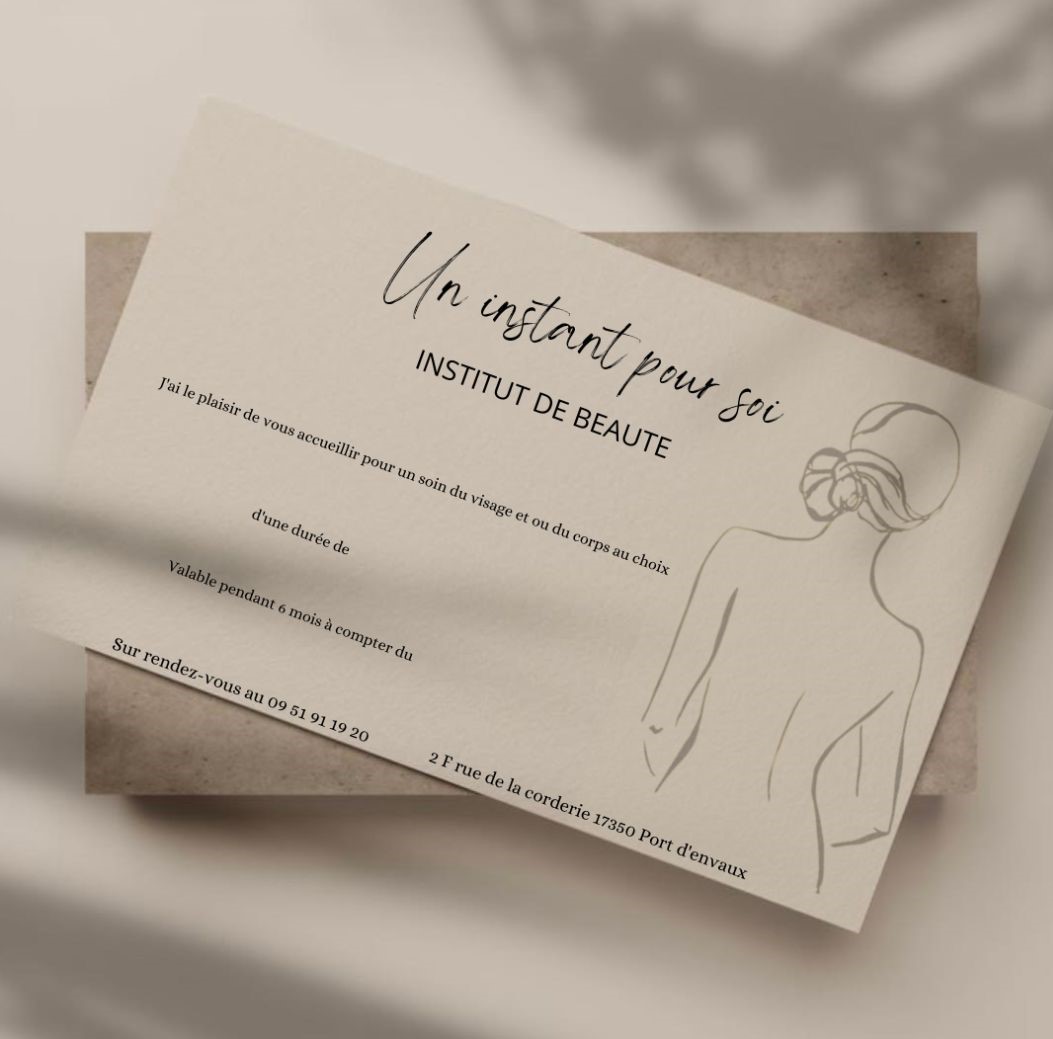 Un instant pour soi
INSTITUT DE BEAUTE
J'ai le plaisir de vous accueillir pour un soin du visage et ou du corps au choix
d'une durée de
Valable pendant 6 mois à compter du
Sur rendez-vous au 09 51 91 19 20
2 F rue de la corderie 17350 Port d'envaux